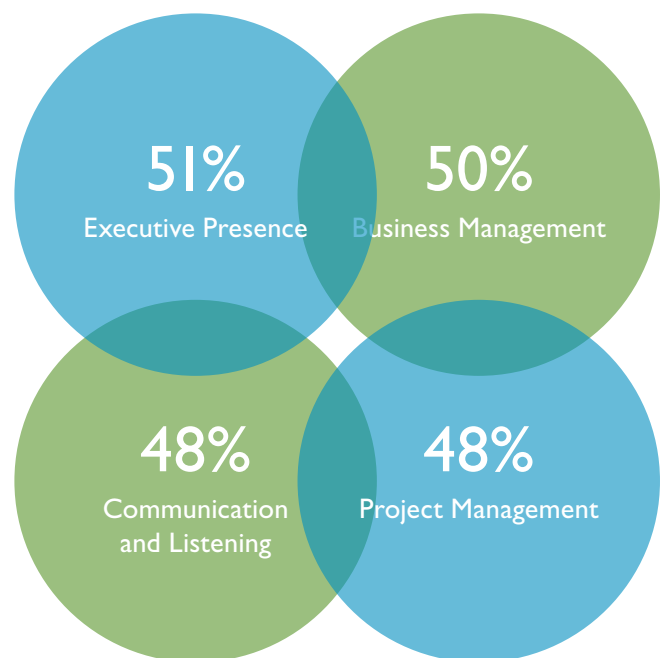 51%
Executive Presence
50%
Business Management
48%
Communication
and Listening
48%
Project Management